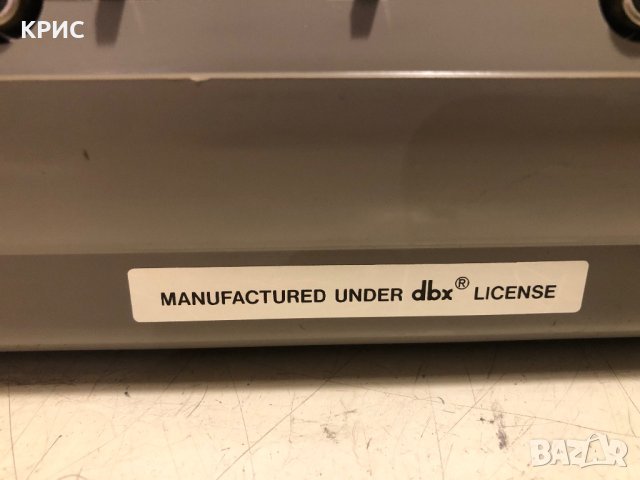 КРИС
MANUFACTURED UNDER dbx® LICENSE
BAZAR